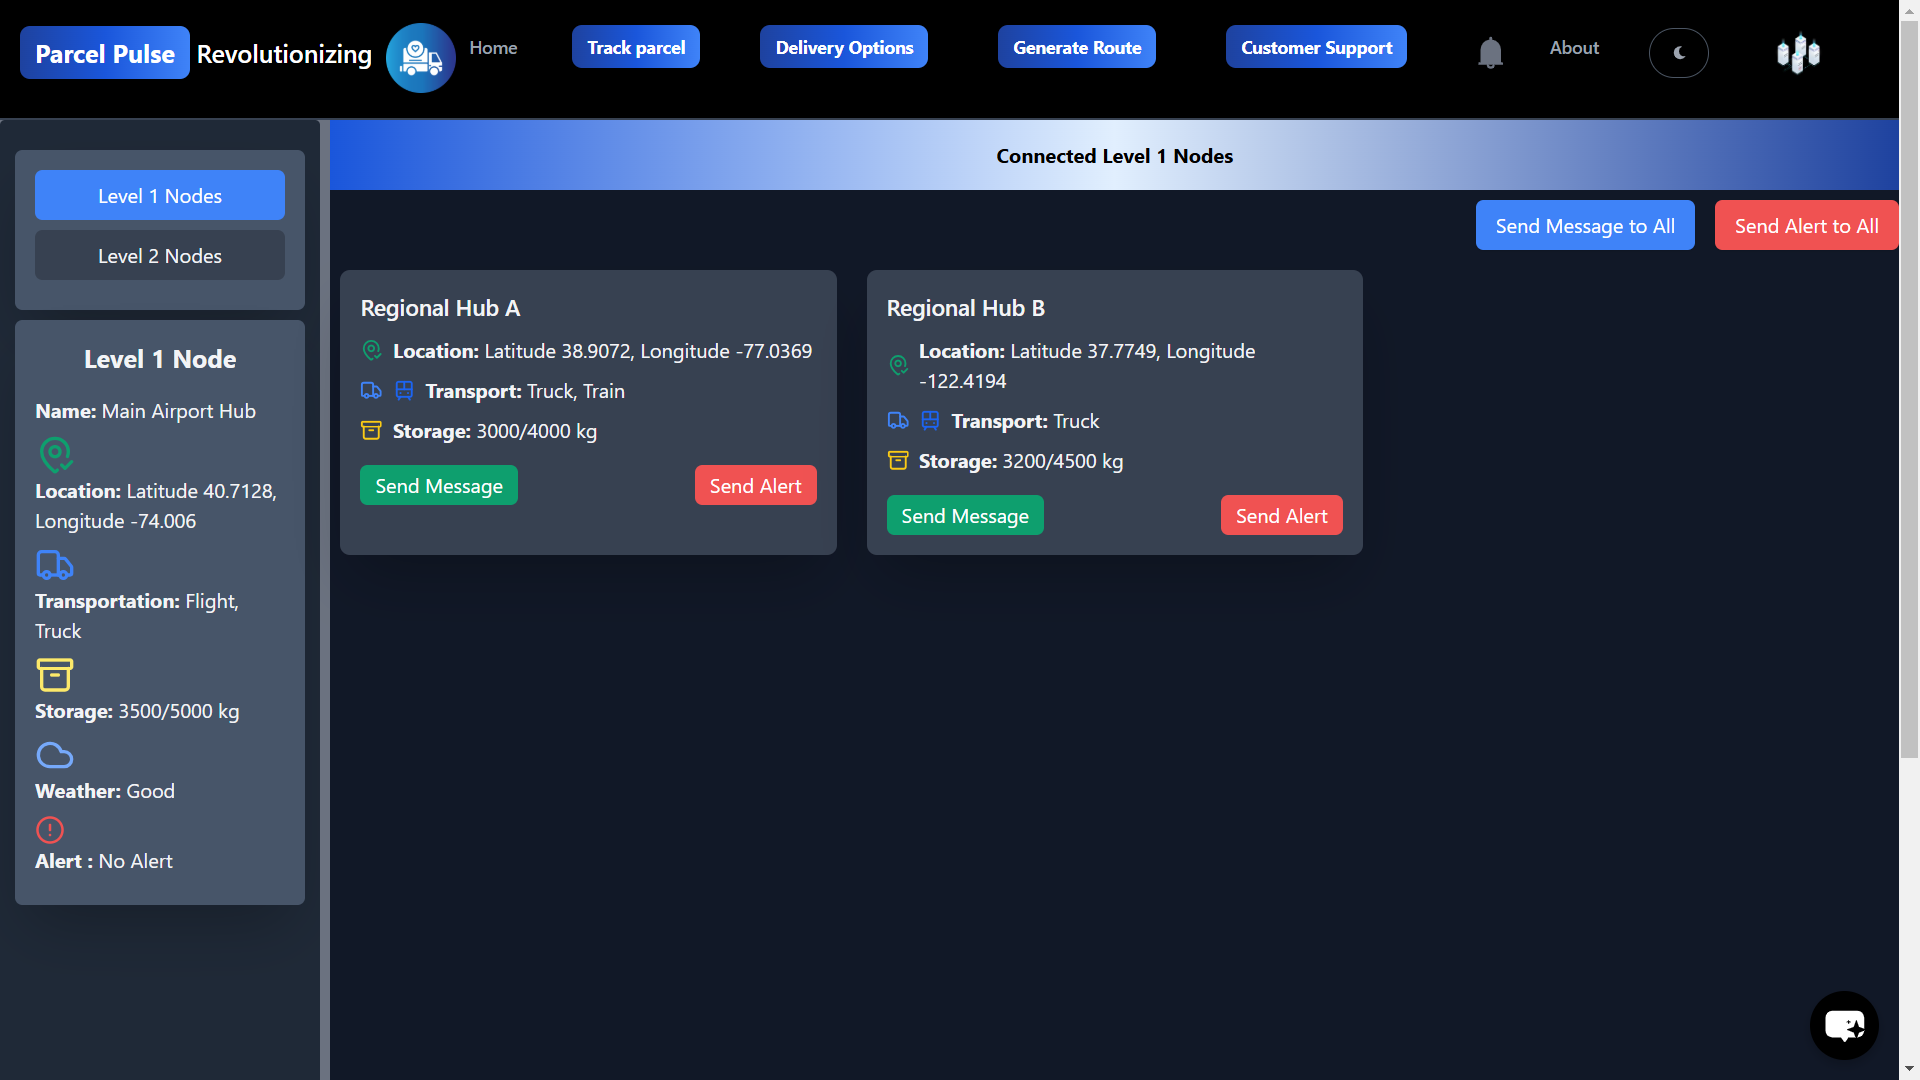 Parcel Pulse Revolutionizing Home Track parcel Delivery Options Generate Route Customer Support About
Level 1 Nodes
Level 2 Nodes
Level 1 Node
Name: Main Airport Hub
Location: Latitude 40.7128,
Longitude -74.006
Transportation: Flight,
Truck
Storage: 3500/5000 kg
Weather: Good
Alert : No Alert
Connected Level 1 Nodes
Send Message to All Send Alert to All
Regional Hub A
Location: Latitude 38.9072, Longitude -77.0369
Transport: Truck, Train
Storage: 3000/4000 kg
Send Message Send Alert
Regional Hub B
Location: Latitude 37.7749, Longitude
-122.4194
Transport: Truck
Storage: 3200/4500 kg
Send Message Send Alert